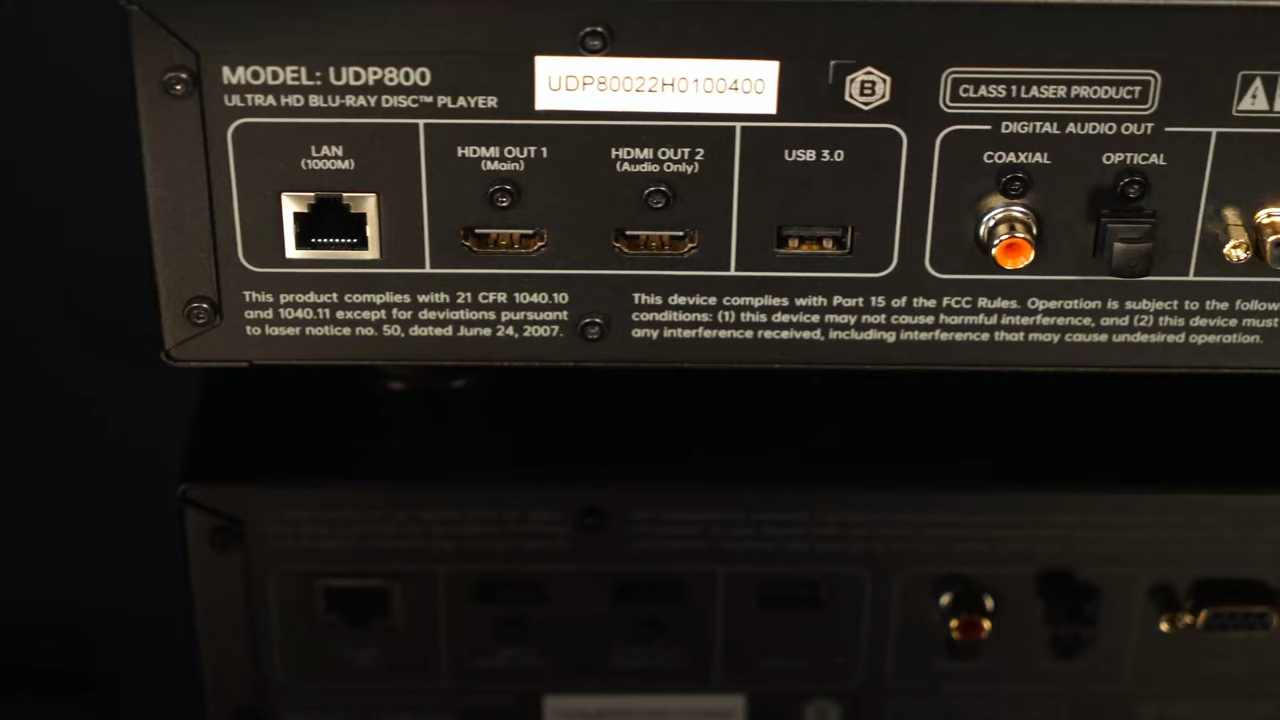 MODEL: UDP800
ULTRA HD BLU-RAY DISC™ PLAYER
UDP80022H0100400
B
CLASS 1 LASER PRODUCT
LAN
(1000M)
HDMI OUT 1
(Main)
HDMI OUT 2
(Audio Only)
USB 3.0
DIGITAL AUDIO OUT
COAXIAL
OPTICAL
This product complies with 21 CFR 1040.10
and 1040.11 except for deviations pursuant
to laser notice no. 50, dated June 24, 2007.
This device complies with Part 15 of the FCC Rules. Operation is subject to the follow
conditions: (1) this device may not cause harmful interference, and (2) this device must
any interference received, including interference that may cause undesired operation.